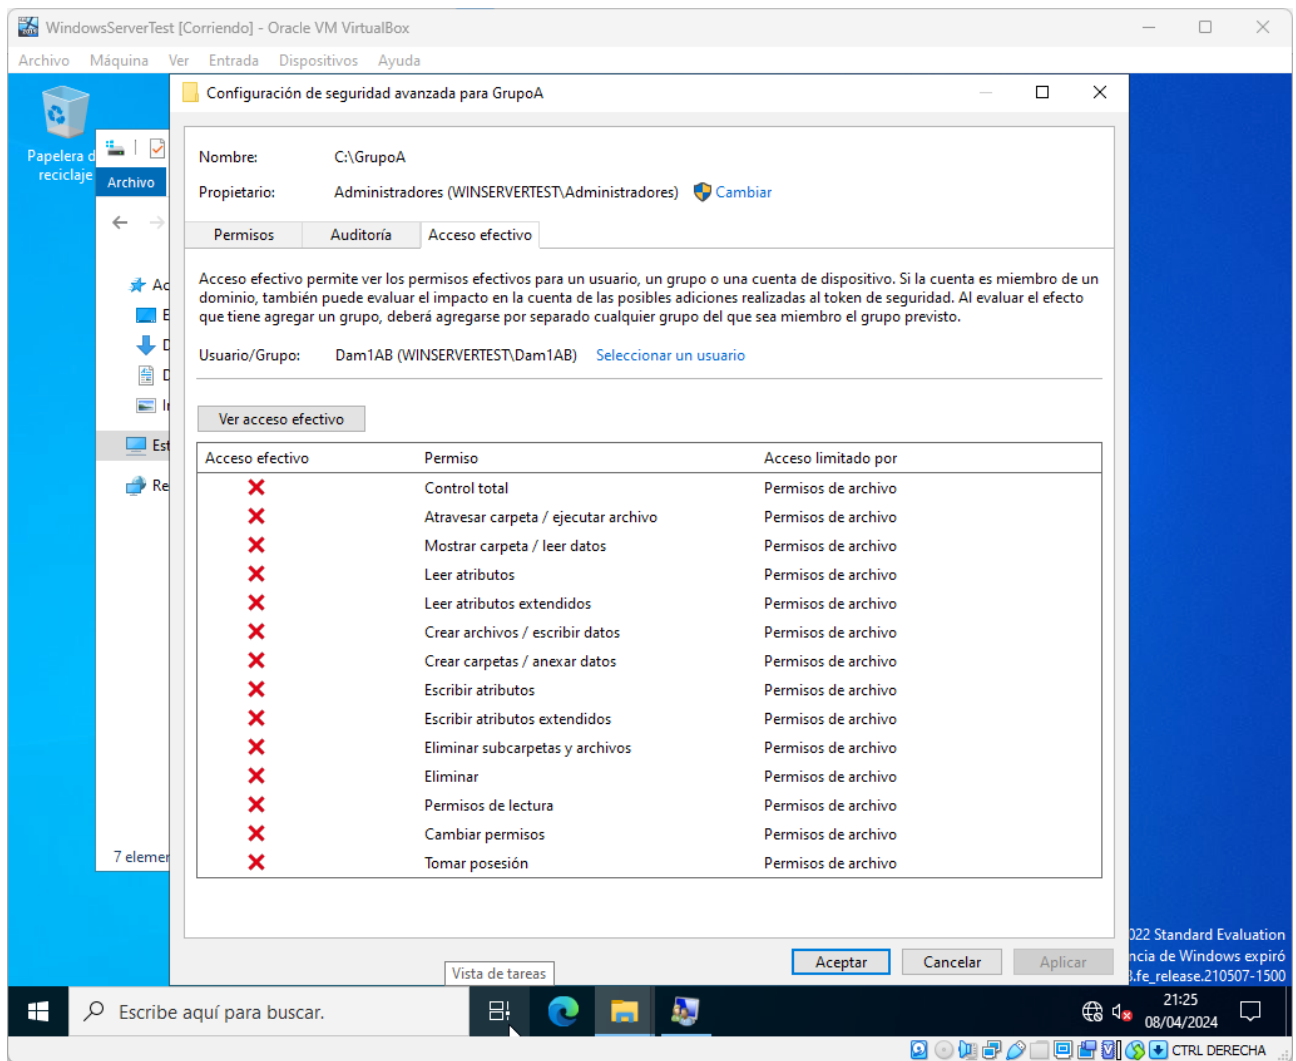 WindowsServerTest [Corriendo] - Oracle VM VirtualBox
Archivo Máquina Ver Entrada Dispositivos Ayuda
Papelera d
reciclaje
Archivo
7 elemer
Configuración de seguridad avanzada para GrupoA
Nombre: C:\GrupoA
Propietario: Administradores (WINSERVERTEST\Administradores) Cambiar
Permisos Auditoría Acceso efectivo
Acceso efectivo permite ver los permisos efectivos para un usuario, un grupo o una cuenta de dispositivo. Si la cuenta es miembro de un
dominio, también puede evaluar el impacto en la cuenta de las posibles adiciones realizadas al token de seguridad. Al evaluar el efecto
que tiene agregar un grupo, deberá agregarse por separado cualquier grupo del que sea miembro el grupo previsto.
Usuario/Grupo: Dam1AB (WINSERVERTEST\Dam1AB) Seleccionar un usuario
Ver acceso efectivo
Acceso efectivo Permiso Acceso limitado por
Control total Permisos de archivo
Atravesar carpeta / ejecutar archivo Permisos de archivo
Mostrar carpeta / leer datos Permisos de archivo
Leer atributos Permisos de archivo
Leer atributos extendidos Permisos de archivo
Crear archivos / escribir datos Permisos de archivo
Crear carpetas / anexar datos Permisos de archivo
Escribir atributos Permisos de archivo
Escribir atributos extendidos Permisos de archivo
Eliminar subcarpetas y archivos Permisos de archivo
Eliminar Permisos de archivo
Permisos de lectura Permisos de archivo
Cambiar permisos Permisos de archivo
Tomar posesión Permisos de archivo
Aceptar Cancelar Aplicar
Vista de tareas
022 Standard Evaluation
ncia de Windows expiró
.fe_release.210507-1500
Escribe aquí para buscar.
21:25
08/04/2024
CTRL DERECHA